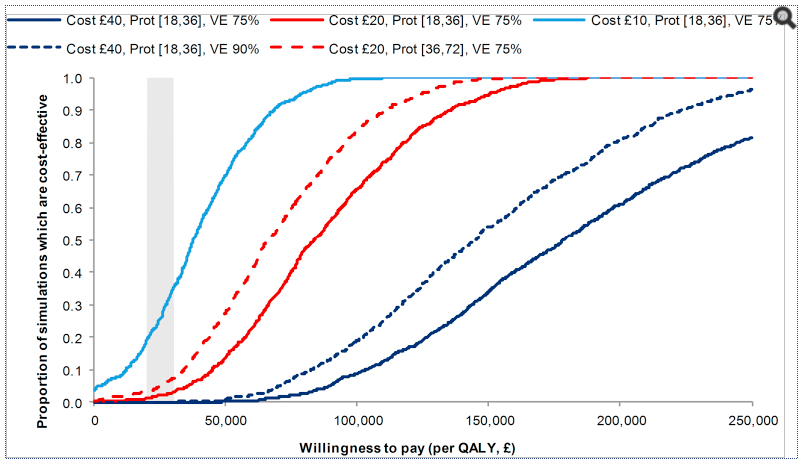 Cost £40, Prot [18,36], VE 75% Cost £20, Prot [18,36], VE 75% Cost £10, Prot [18,36], VE 75%
Cost £40, Prot [18,36], VE 90% Cost £20, Prot [36,72], VE 75%
Proportion of simulations which are cost-effective
1.0
0.9
0.8
0.7
0.6
0.5
0.4
0.3
0.2
0.1
0.0
0 50,000 100,000 150,000 200,000 250,000
Willingness to pay (per QALY, £)